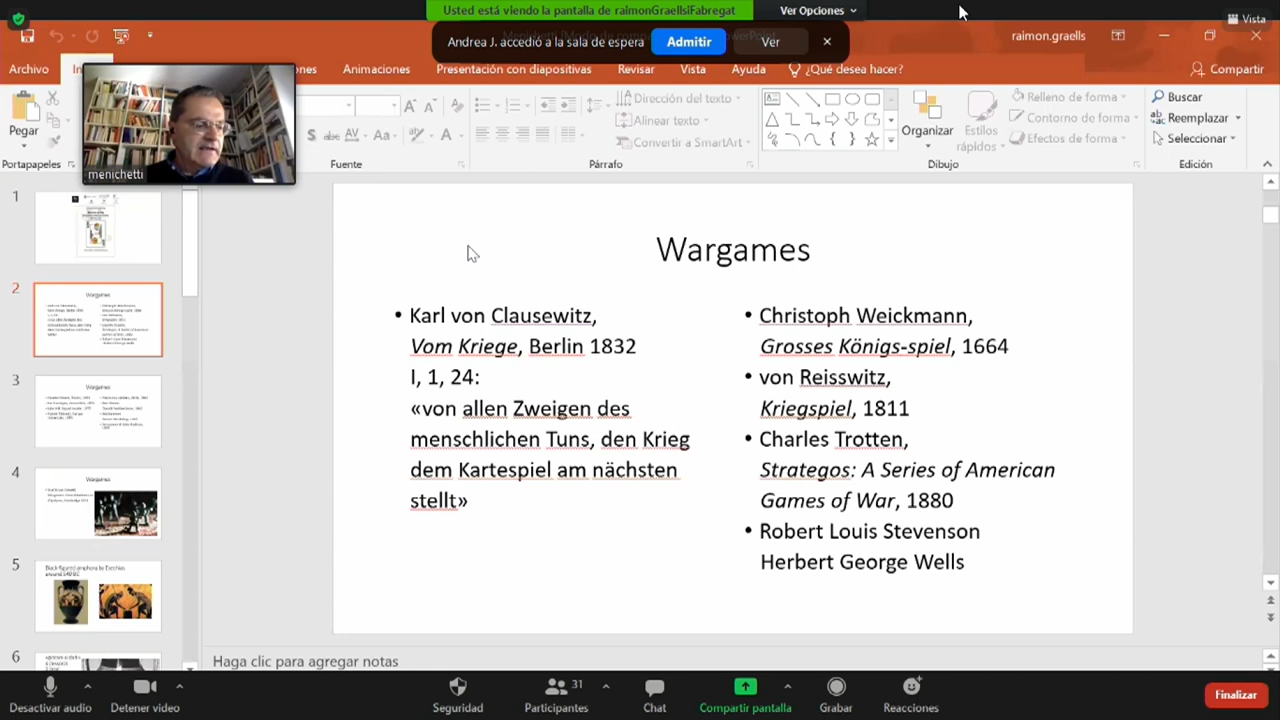 Usted está viendo la pantalla de raimonGraellsiFabregat
Ver Opciones
Vista
Andrea J. accedió a la sala de espera
Admitir
Ver
raimon.graells
Archivo
Animaciones
Presentación con diapositivas
Revisar
Vista
Ayuda
¿Qué desea hacer?
Compartir
Pegar
Dirección del texto
Alinear texto
Convertir a SmartArt
Organizar
Estilos
rápidos
Relleno de forma
Contorno de forma
Efectos de forma
Buscar
Reemplazar
Seleccionar
Portapapeles
Fuente
Párrafo
Dibujo
Edición
menichetti
1
2
3
4
5
6
Wargames
• Karl von Clausewitz,
Vom Kriege, Berlin 1832
I, 1, 24:
«von allen Zweigen des
menschlichen Tuns, den Krieg
dem Kartespiel am nächsten
stellt»
• Christoph Weickmann,
Grosses Königs-spiel, 1664
• von Reisswitz,
Kriegspiel, 1811
• Charles Trotten,
Strategos: A Series of American
Games of War, 1880
• Robert Louis Stevenson
Herbert George Wells
Haga clic para agregar notas
Desactivar audio
Detener video
Seguridad
Participantes
31
Chat
Compartir pantalla
Grabar
Reacciones
Finalizar